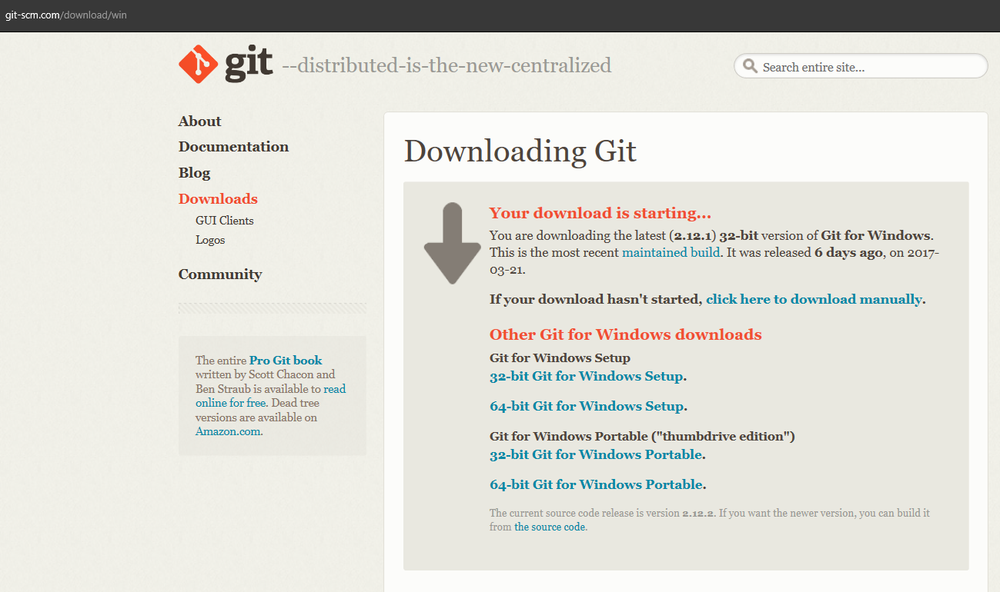 git-scm.com/download/win
git --distributed-is-the-new-centralized
Search entire site...
About
Documentation
Blog
Downloads
GUI Clients
Logos
Community
The entire Pro Git book
written by Scott Chacon and
Ben Straub is available to read
online for free. Dead tree
versions are available on
Amazon.com.
Downloading Git
Your download is starting...
You are downloading the latest (2.12.1) 32-bit version of Git for Windows.
This is the most recent maintained build. It was released 6 days ago, on 2017-
03-21.
If your download hasn't started, click here to download manually.
Other Git for Windows downloads
Git for Windows Setup
32-bit Git for Windows Setup.
64-bit Git for Windows Setup.
Git for Windows Portable ("thumbdrive edition")
32-bit Git for Windows Portable.
64-bit Git for Windows Portable.
The current source code release is version 2.12.2. If you want the newer version, you can build it
from the source code.